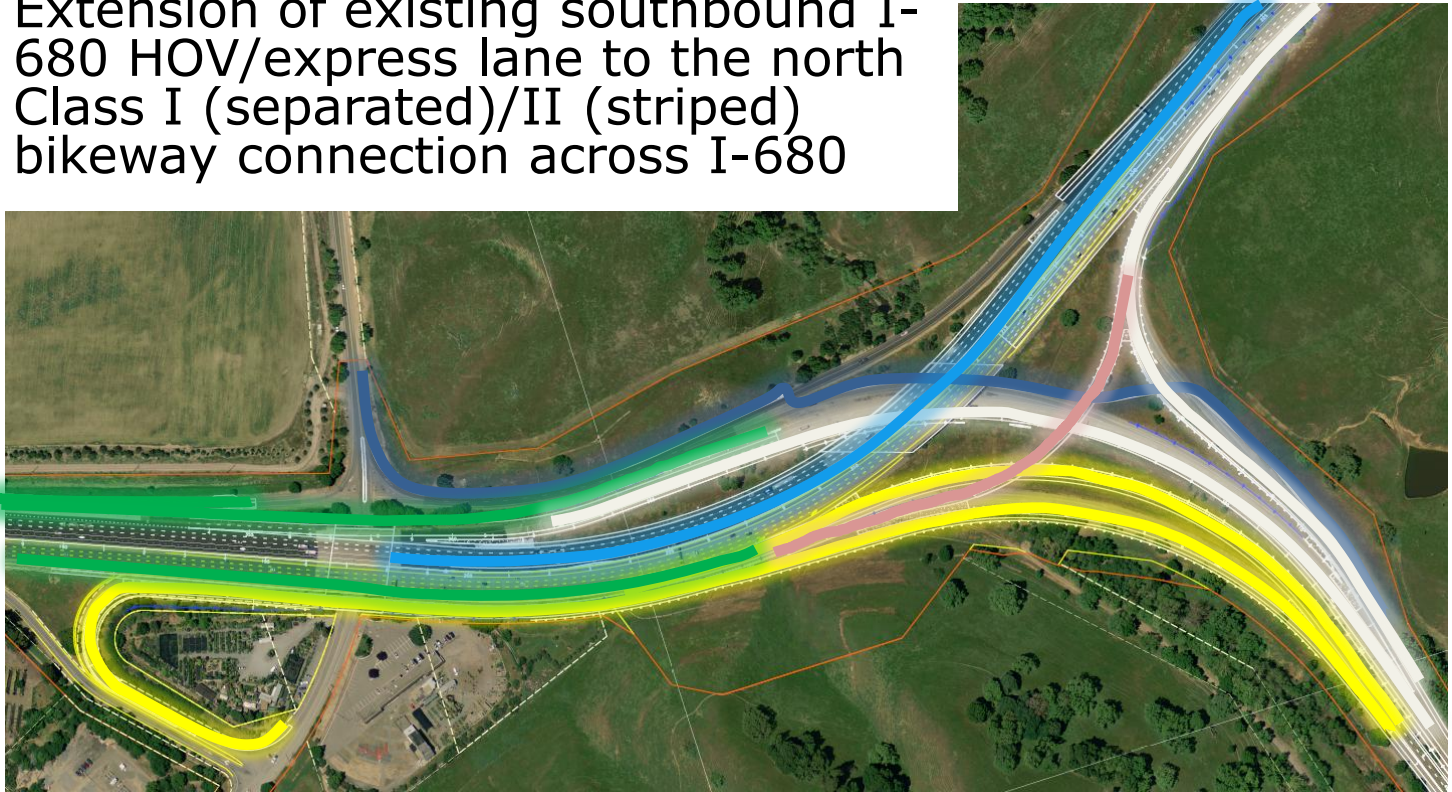 Extension of existing southbound I-
680 HOV/express lane to the north
Class I (separated)/II (striped)
bikeway connection across I-680